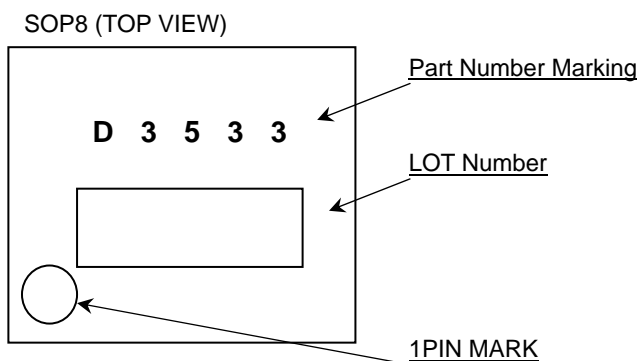 SOP8 (TOP VIEW)
Part Number Marking
D 3 5 3 3
LOT Number
1PIN MARK